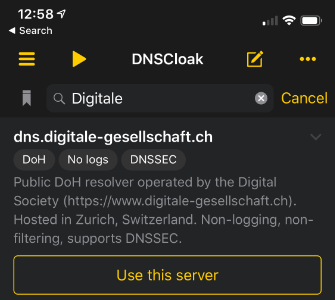 12:58
Search
DNSCloak
Digitale
Cancel
dns.digitale-gesellschaft.ch
DoH No logs DNSSEC
Public DoH resolver operated by the Digital
Society (https://www.digitale-gesellschaft.ch).
Hosted in Zurich, Switzerland. Non-logging, non-
filtering, supports DNSSEC.
Use this server